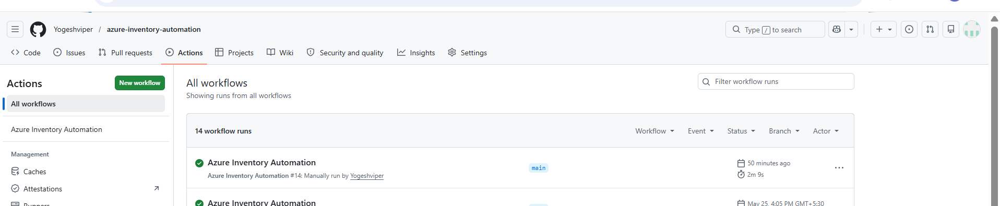 Yogeshviper / azure-inventory-automation
Type / to search
Code Issues Pull requests Actions Projects Wiki Security and quality Insights Settings
Actions
New workflow
All workflows
Azure Inventory Automation
Management
Caches
Attestations
Runners
All workflows
Showing runs from all workflows
Filter workflow runs
14 workflow runs
Workflow Event Status Branch Actor
Azure Inventory Automation
Azure Inventory Automation #14: Manually run by Yogeshviper
main
50 minutes ago
2m 9s
Azure Inventory Automation
May 25, 4:05 PM GMT+5:30